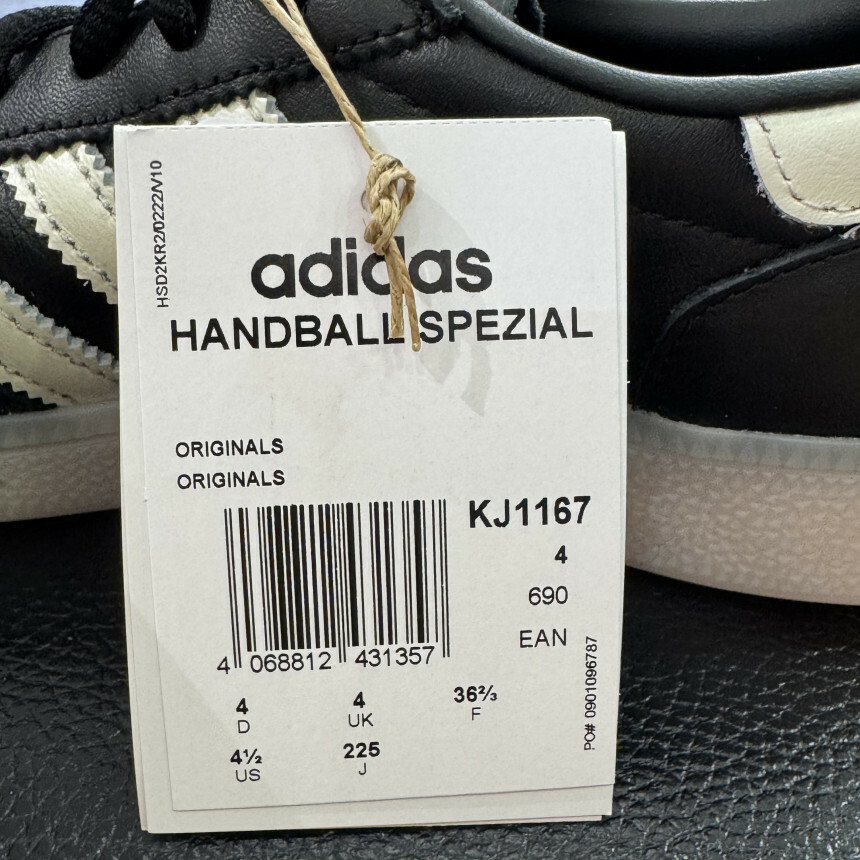 HSD2KR2/0222/V10
adidas
HANDBALL SPEZIAL
ORIGINALS
ORIGINALS
KJ1167
4
690
EAN
4 068812 431357
PO# 0901096787
4 4 36⅔
D UK F
4½ 225
US J